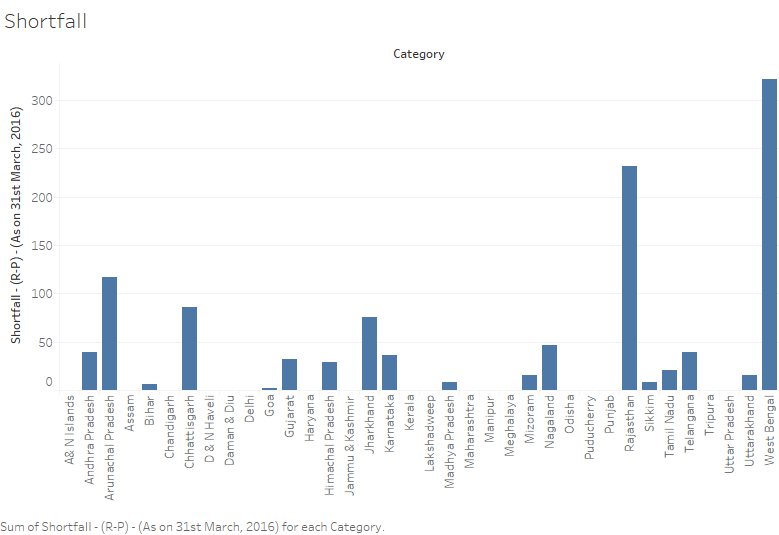 Shortfall
Category
Shortfall - (R-P) - (As on 31st March, 2016)
300
250
200
150
100
50
0
A& N Islands
Andhra Pradesh
Arunachal Pradesh
Assam
Bihar
Chandigarh
Chhattisgarh
D & N Haveli
Daman & Diu
Delhi
Goa
Gujarat
Haryana
Himachal Pradesh
Jammu & Kashmir
Jharkhand
Karnataka
Kerala
Lakshadweep
Madhya Pradesh
Maharashtra
Manipur
Meghalaya
Mizoram
Nagaland
Odisha
Puducherry
Punjab
Rajasthan
Sikkim
Tamil Nadu
Telangana
Tripura
Uttar Pradesh
Uttarakhand
West Bengal
Sum of Shortfall - (R-P) - (As on 31st March, 2016) for each Category.